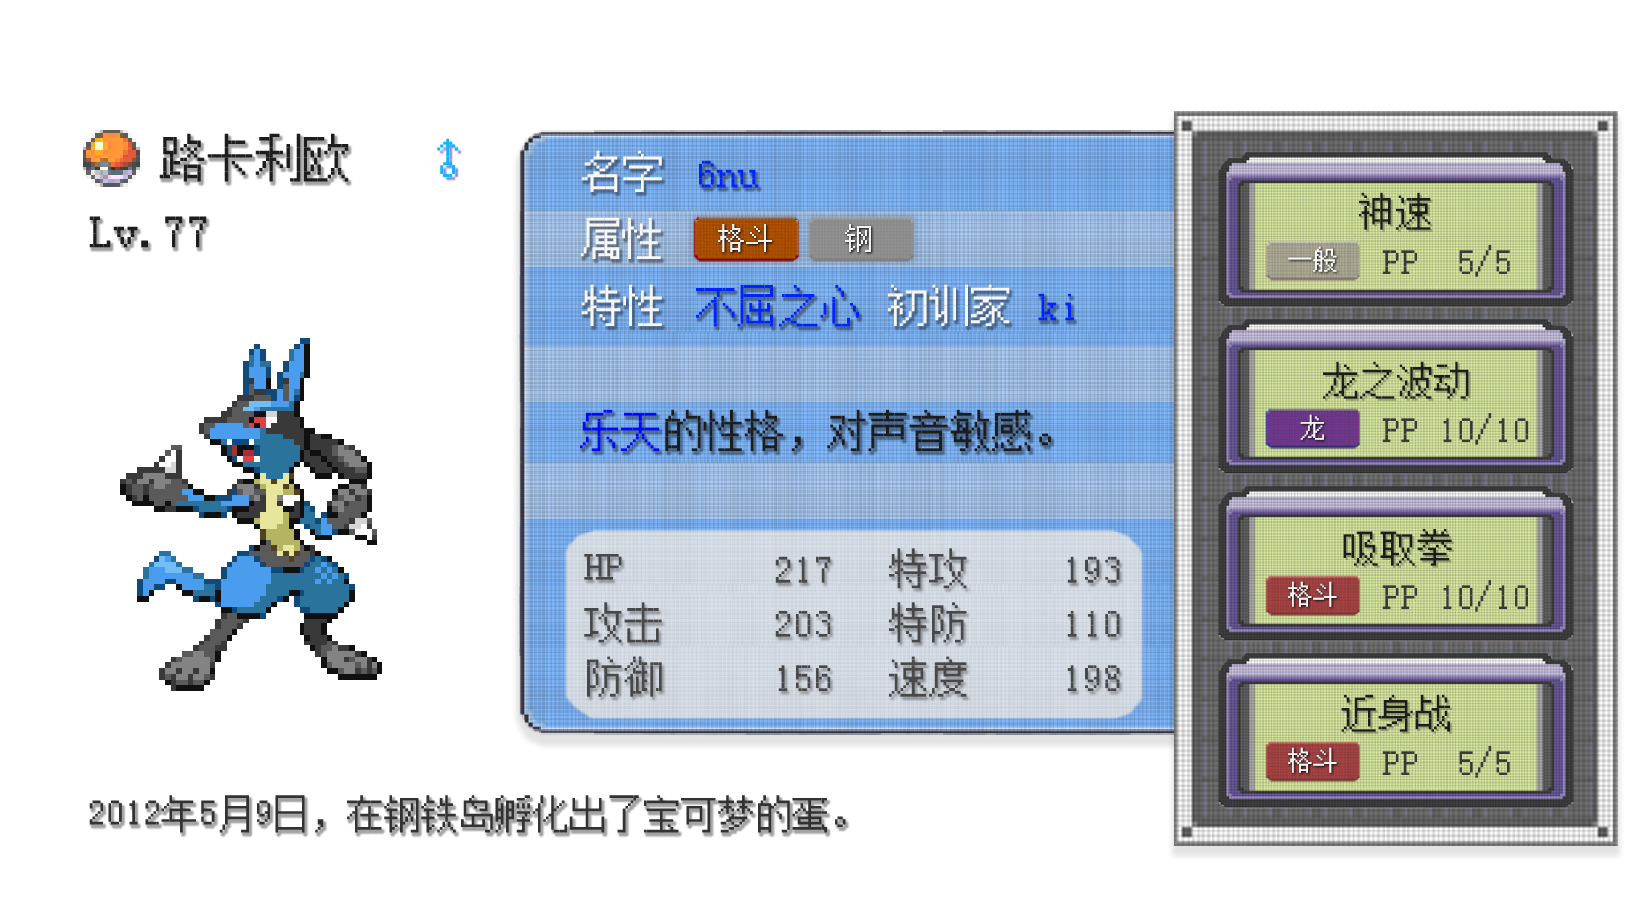 路卡利欧
Lv.77
名字 6nu
属性 格斗 钢
特性 不屈之心 初训家 ki
乐天的性格，对声音敏感。
HP 217 特攻 193
攻击 203 特防 110
防御 156 速度 198
神速
一般 PP 5/5
龙之波动
龙 PP 10/10
吸取拳
格斗 PP 10/10
近身战
格斗 PP 5/5
2012年5月9日，在钢铁岛孵化出了宝可梦的蛋。